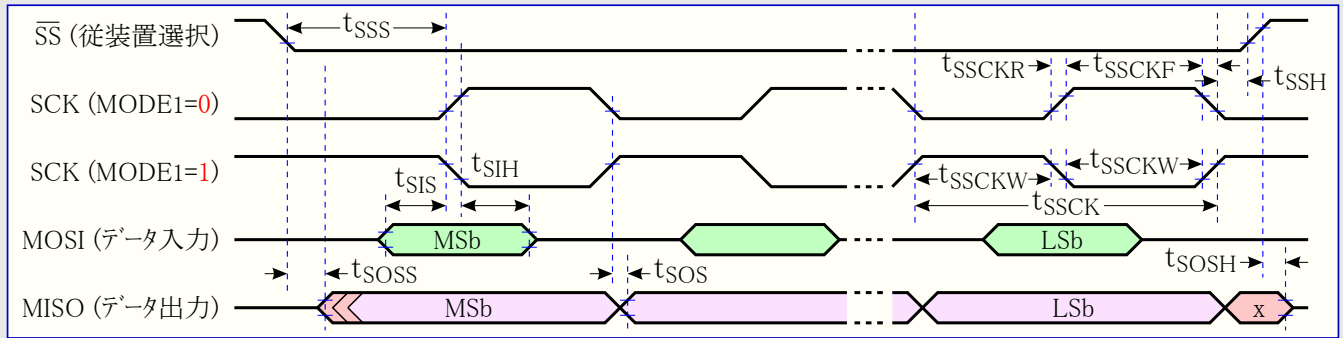 SS (従装置選択)
tSSS
tSSCKR
tSSCKF
tSSH
SCK (MODE1=0)
SCK (MODE1=1)
tSIS
tSIH
tSSCKW
tSSCKW
tSSCK
MOSI (データ入力)
MSb
LSb
tSOSS
tSOS
tSOSH
MISO (データ出力)
MSb
LSb
x